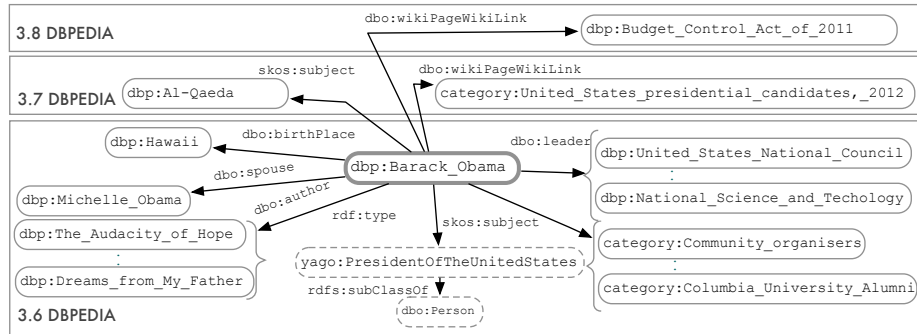 dbo:wikiPageWikiLink
3.8 DBPEDIA
dbp:Budget_Control_Act_of_2011
skos:subject
dbo:wikiPageWikiLink
3.7 DBPEDIA
dbp:Al-Qaeda
category:United_States_presidential_candidates,_2012
dbo:birthPlace
dbo:leader
dbp:Hawaii
dbp:Barack_Obama
dbp:United_States_National_Council
:
dbo:spouse
dbp:Michelle_Obama
dbo:author
dbp:National_Science_and_Techology
rdf:type
skos:subject
dbp:The_Audacity_of_Hope
category:Community_organisers
:
yago:PresidentOfTheUnitedStates
:
dbp:Dreams_from_My_Father
rdfs:subClassOf
category:Columbia_University_Alumni
dbo:Person
3.6 DBPEDIA